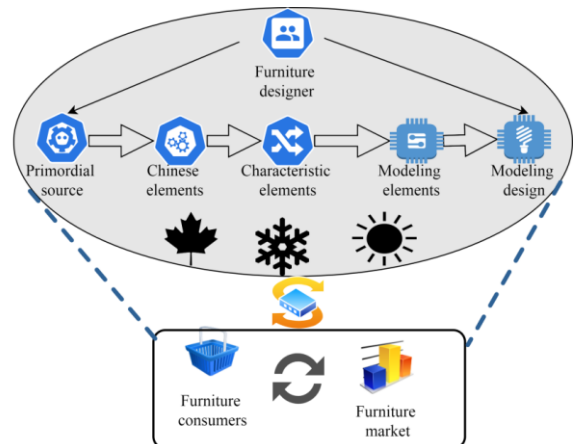 Furniture
designer
Primordial
source
Chinese
elements
Characteristic
elements
Modeling
elements
Modeling
design
Furniture
consumers
Furniture
market